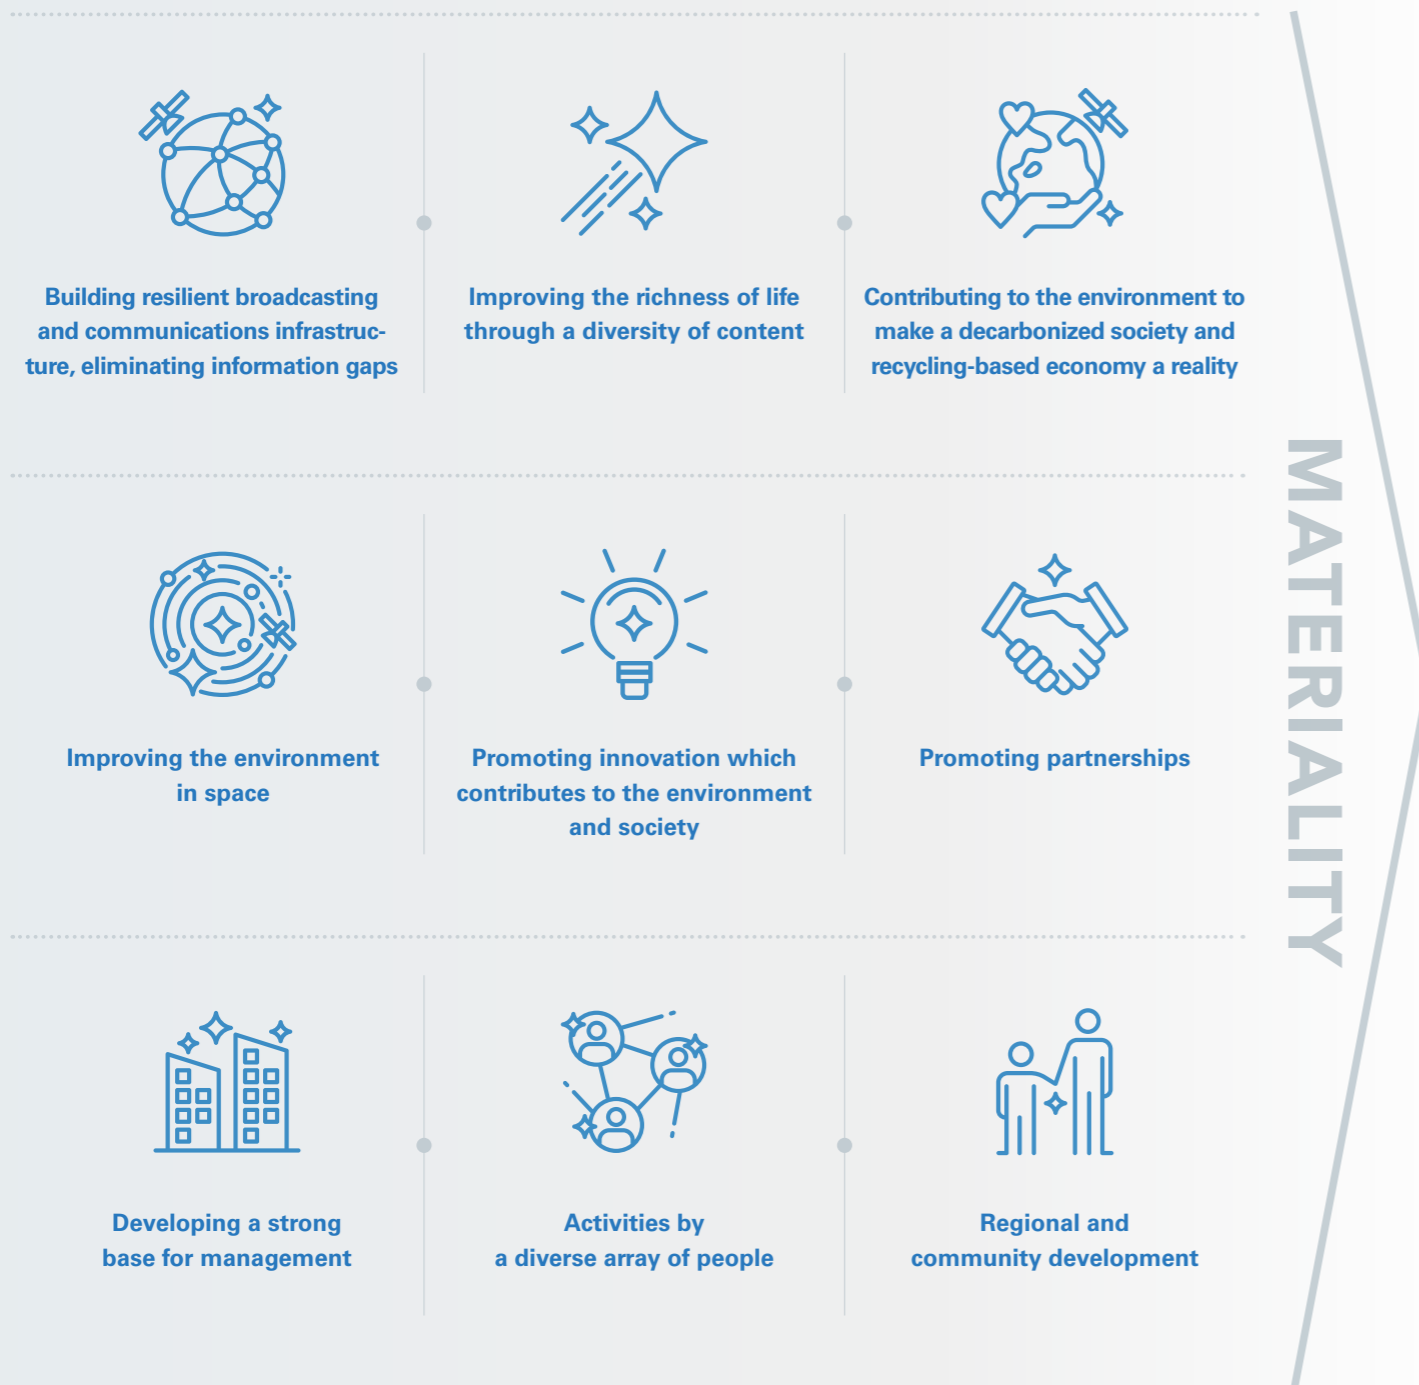 Building resilient broadcasting
and communications infrastruc-
ture, eliminating information gaps
Improving the richness of life
through a diversity of content
Contributing to the environment to
make a decarbonized society and
recycling-based economy a reality
Improving the environment
in space
Promoting innovation which
contributes to the environment
and society
Promoting partnerships
Developing a strong
base for management
Activities by
a diverse array of people
Regional and
community development
MATERIALITY